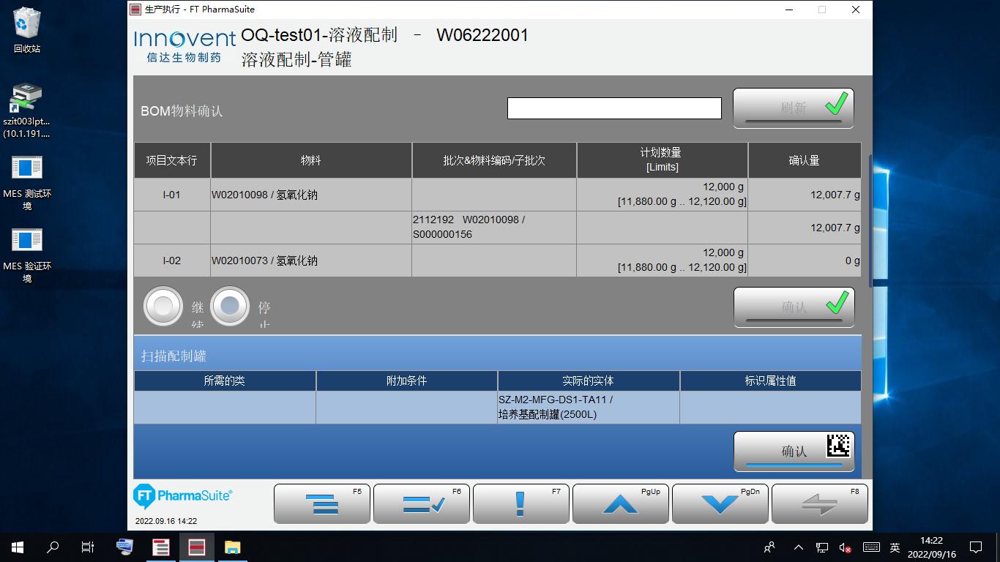 回收站
szit003lpt...
(10.1.191....
MES 测试环
境
MES 验证环
境
生产执行 - FT PharmaSuite
Innovent
信达生物制药
OQ-test01-溶液配制 - W06222001
溶液配制-管罐
BOM物料确认
刷新
项目文本行 物料 批次&物料编码/子批次 计划数量 确认量
[Limits]
I-01 W02010098 / 氢氧化钠 12,000 g 12,007.7 g
[11,880.00 g .. 12,120.00 g]
2112192 W02010098 / 12,007.7 g
S000000156
I-02 W02010073 / 氢氧化钠 12,000 g 0 g
[11,880.00 g .. 12,120.00 g]
继 停 确认
续 止
扫描配制罐
所需的类 附加条件 实际的实体 标识属性值
SZ-M2-MFG-DS1-TA11 /
培养基配制罐(2500L)
确认
FT PharmaSuite®
F5 F6 F7 PgUp PgDn F8
2022.09.16 14:22
英
14:22
2022/09/16